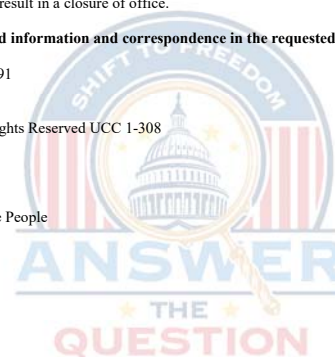 result in a closure of office.
d information and correspondence in the requested
91
ghts Reserved UCC 1-308
e People
SHIFT TO FREEDOM
ANSWER
THE
QUESTION